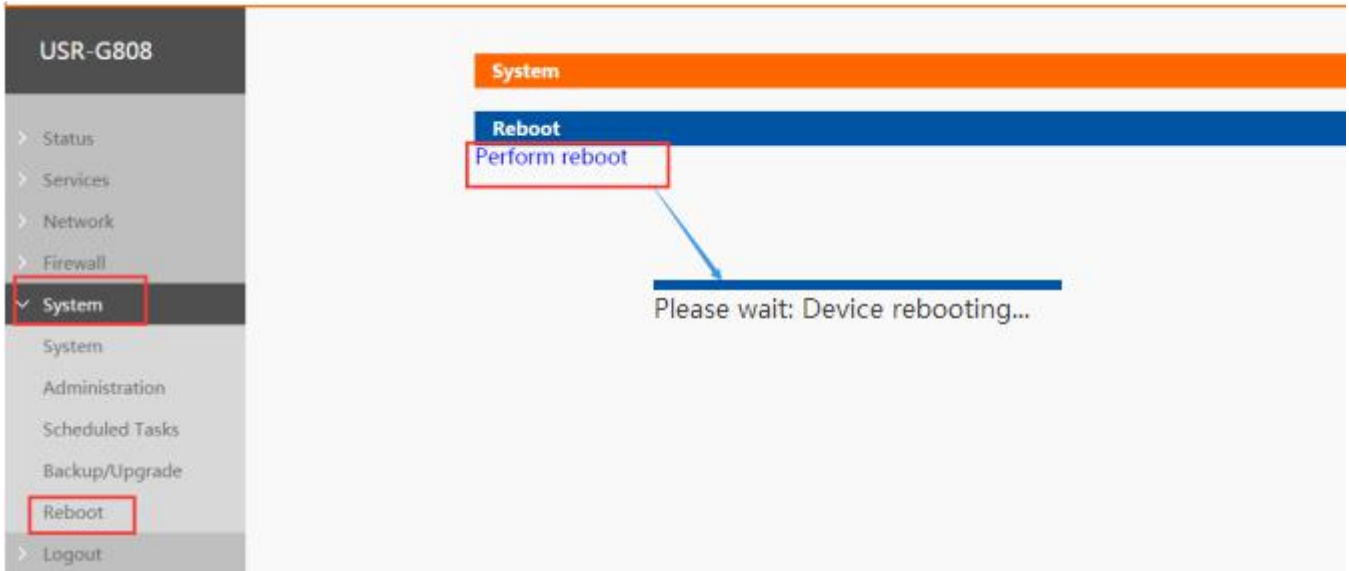 USR-G808
Status
Services
Network
Firewall
System
System
Administration
Scheduled Tasks
Backup/Upgrade
Reboot
Logout
System
Reboot
Perform reboot
Please wait: Device rebooting...